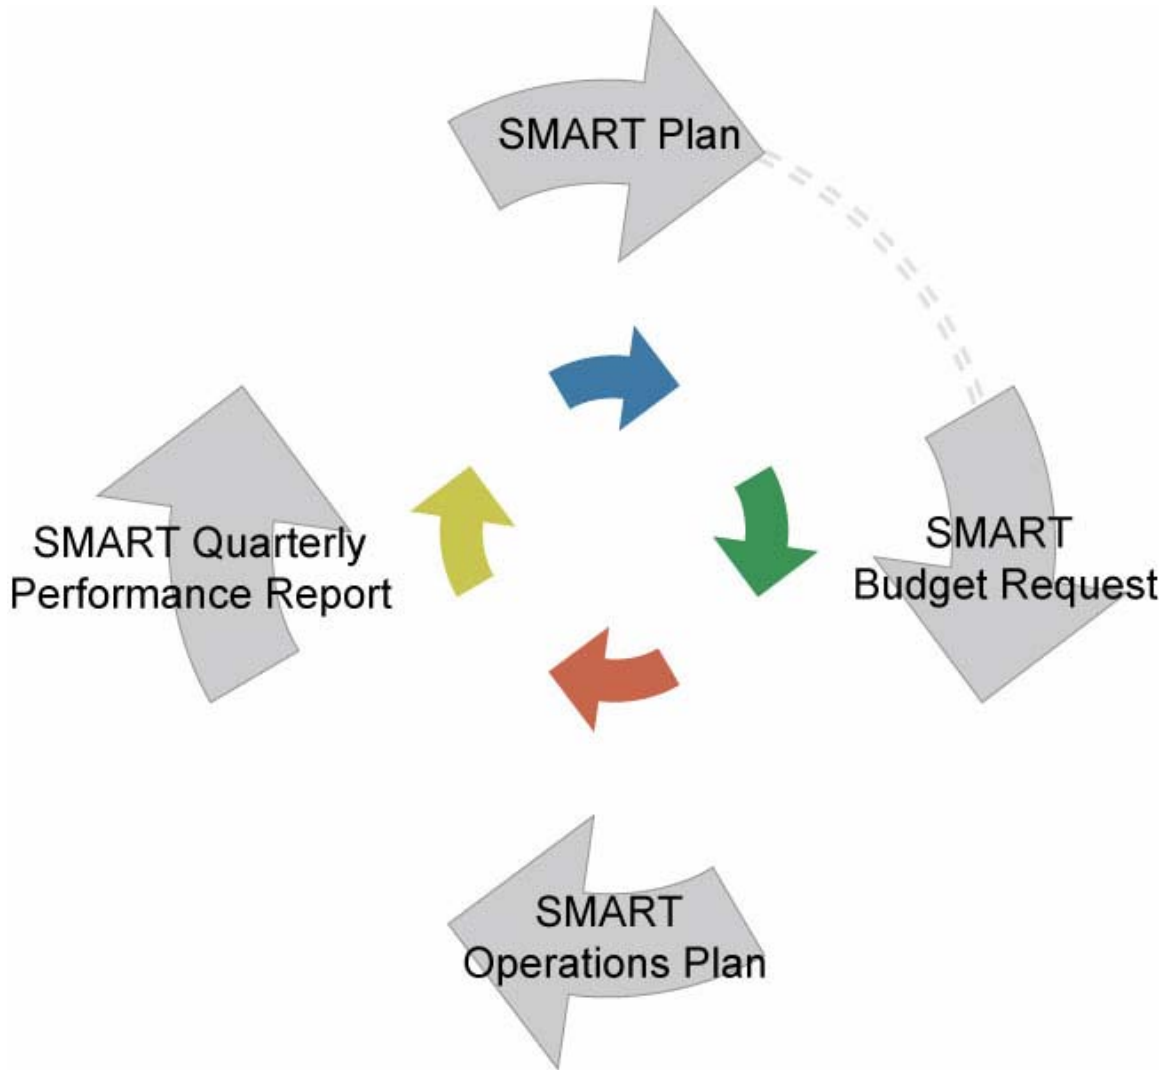 SMART Plan
SMART
Budget Request
SMART
Operations Plan
SMART Quarterly
Performance Report